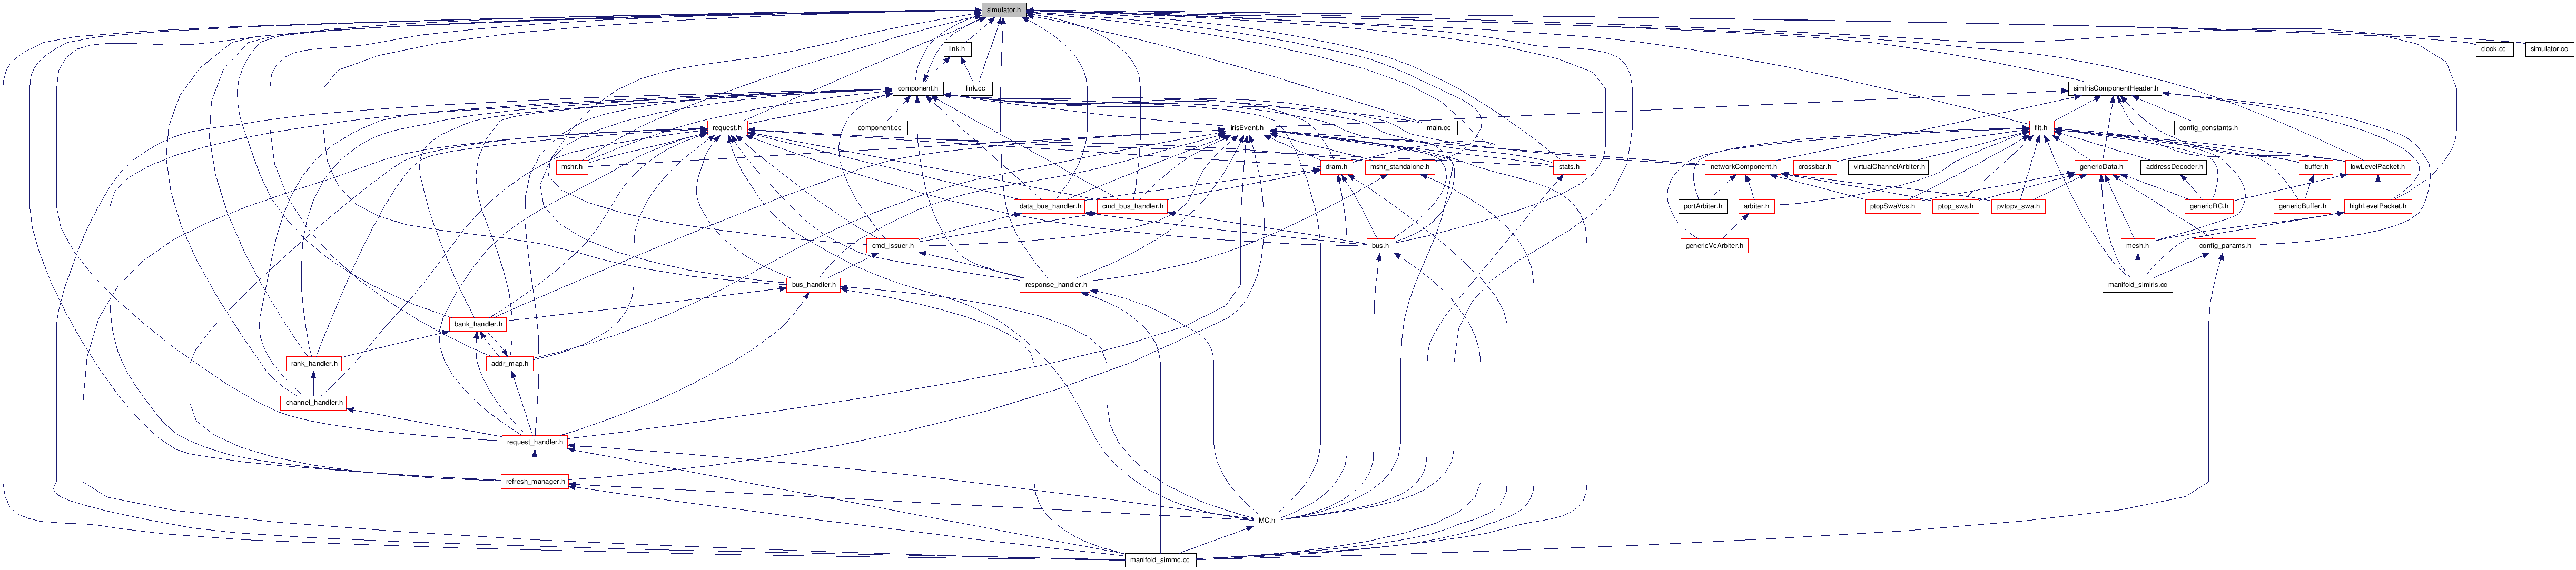 simulator.h
link.h
clock.cc
simulator.cc
component.h
link.cc
simIrisComponentHeader.h
request.h
component.cc
irisEvent.h
main.cc
flit.h
config_constants.h
mshr.h
dram.h
mshr_standalone.h
stats.h
networkComponent.h
crossbar.h
virtualChannelArbiter.h
genericData.h
addressDecoder.h
buffer.h
lowLevelPacket.h
data_bus_handler.h
cmd_bus_handler.h
portArbiter.h
arbiter.h
ptopSwaVcs.h
ptop_swa.h
pvtopv_swa.h
genericRC.h
genericBuffer.h
highLevelPacket.h
cmd_issuer.h
bus.h
genericVcArbiter.h
mesh.h
config_params.h
bus_handler.h
response_handler.h
manifold_simiris.cc
bank_handler.h
rank_handler.h
addr_map.h
channel_handler.h
request_handler.h
refresh_manager.h
MC.h
manifold_simmc.cc